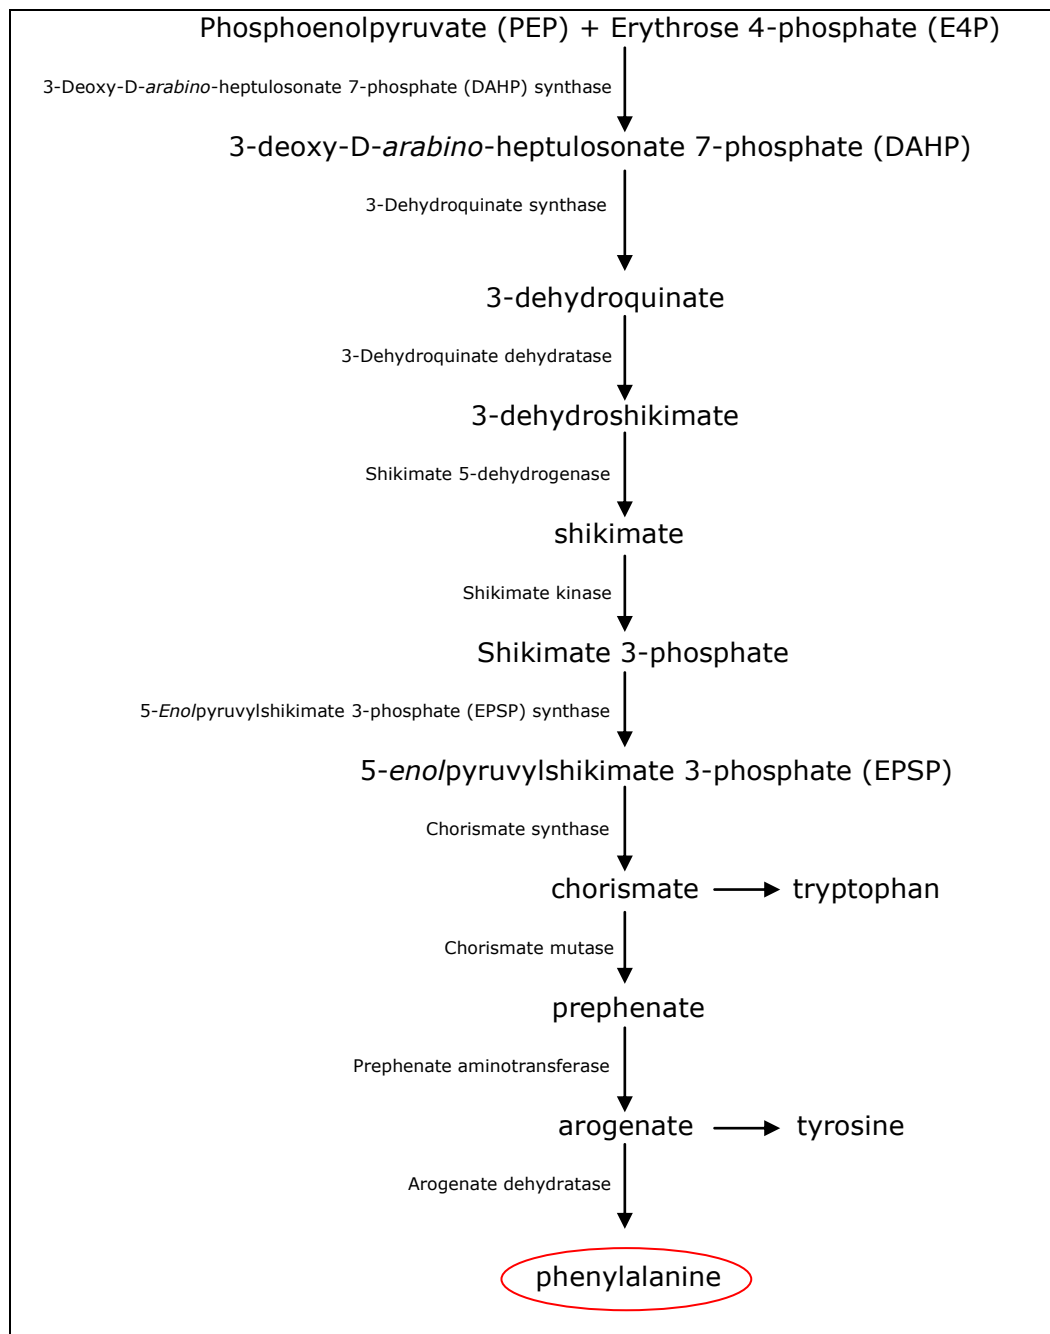 Phosphoenolpyruvate (PEP) + Erythrose 4-phosphate (E4P)
3-Deoxy-D-arabino-heptulosonate 7-phosphate (DAHP) synthase
3-deoxy-D-arabino-heptulosonate 7-phosphate (DAHP)
3-Dehydroquinate synthase
3-dehydroquinate
3-Dehydroquinate dehydratase
3-dehydroshikimate
Shikimate 5-dehydrogenase
shikimate
Shikimate kinase
Shikimate 3-phosphate
5-Enolpyruvylshikimate 3-phosphate (EPSP) synthase
5-enolpyruvylshikimate 3-phosphate (EPSP)
Chorismate synthase
chorismate tryptophan
Chorismate mutase
prephenate
Prephenate aminotransferase
arogenate tyrosine
Arogenate dehydratase
phenylalanine